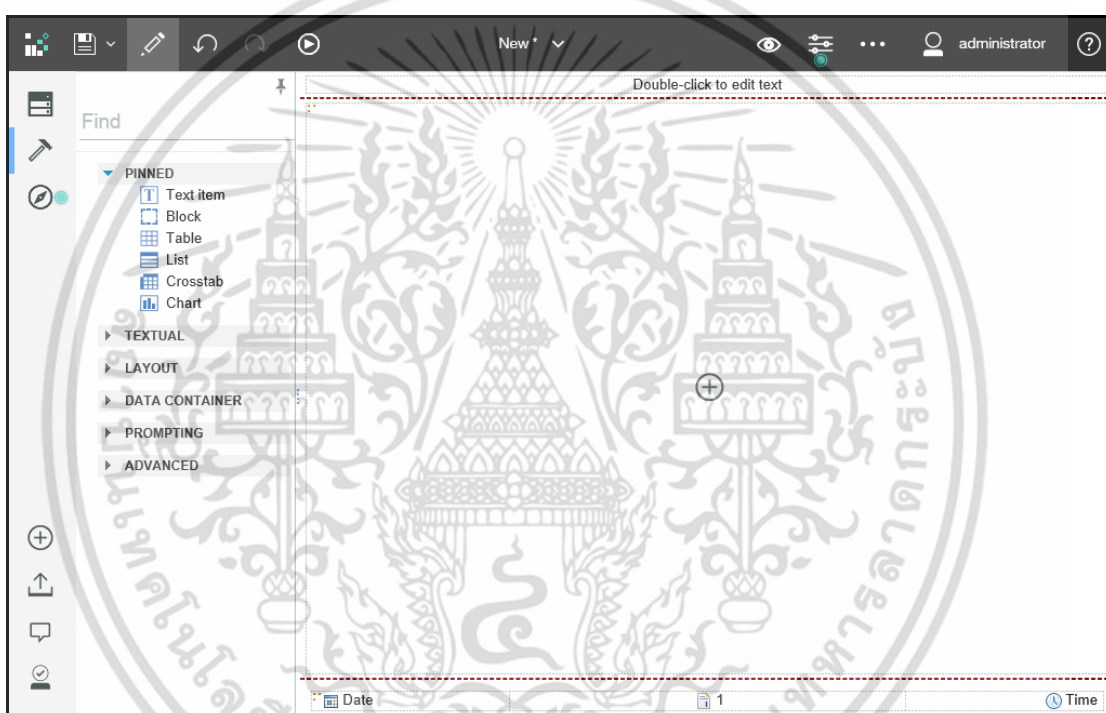 New *
administrator
Double-click to edit text
Find
PINNED
Text item
Block
Table
List
Crosstab
Chart
TEXTUAL
LAYOUT
DATA CONTAINER
PROMPTING
ADVANCED
Date
1
Time